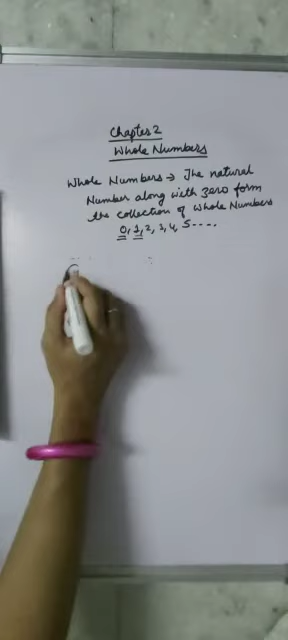 Chapter 2
Whole Numbers
Whole Numbers → The natural
Number along with zero form
the collection of Whole Numbers
0, 1, 2, 3, 4, 5....